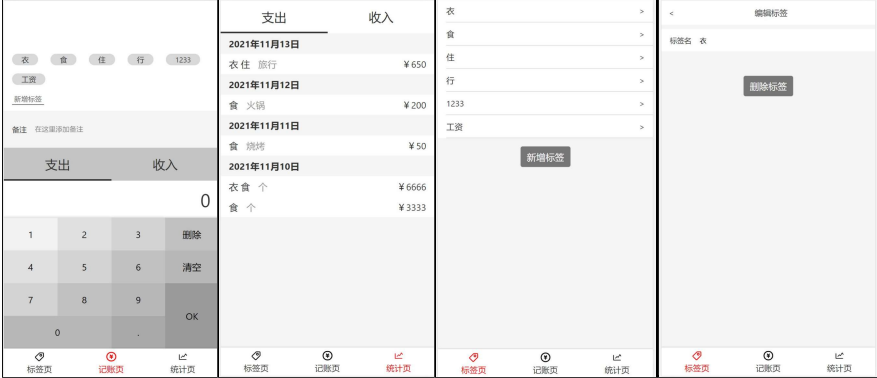 衣 食 住 行 1233
工资
新增标签
备注 在这里添加备注
支出 收入
0
1 2 3 删除
4 5 6 清空
7 8 9 OK
0 .
标签页 记账页 统计页
支出 收入
2021年11月13日
衣 住 旅行 ¥650
2021年11月12日
食 火锅 ¥200
2021年11月11日
食 烧烤 ¥50
2021年11月10日
衣 食 个 ¥6666
食 个 ¥3333
标签页 记账页 统计页
衣 >
食 >
住 >
行 >
1233 >
工资 >
新增标签
标签页 记账页 统计页
< 编辑标签
标签名 衣
删除标签
标签页 记账页 统计页